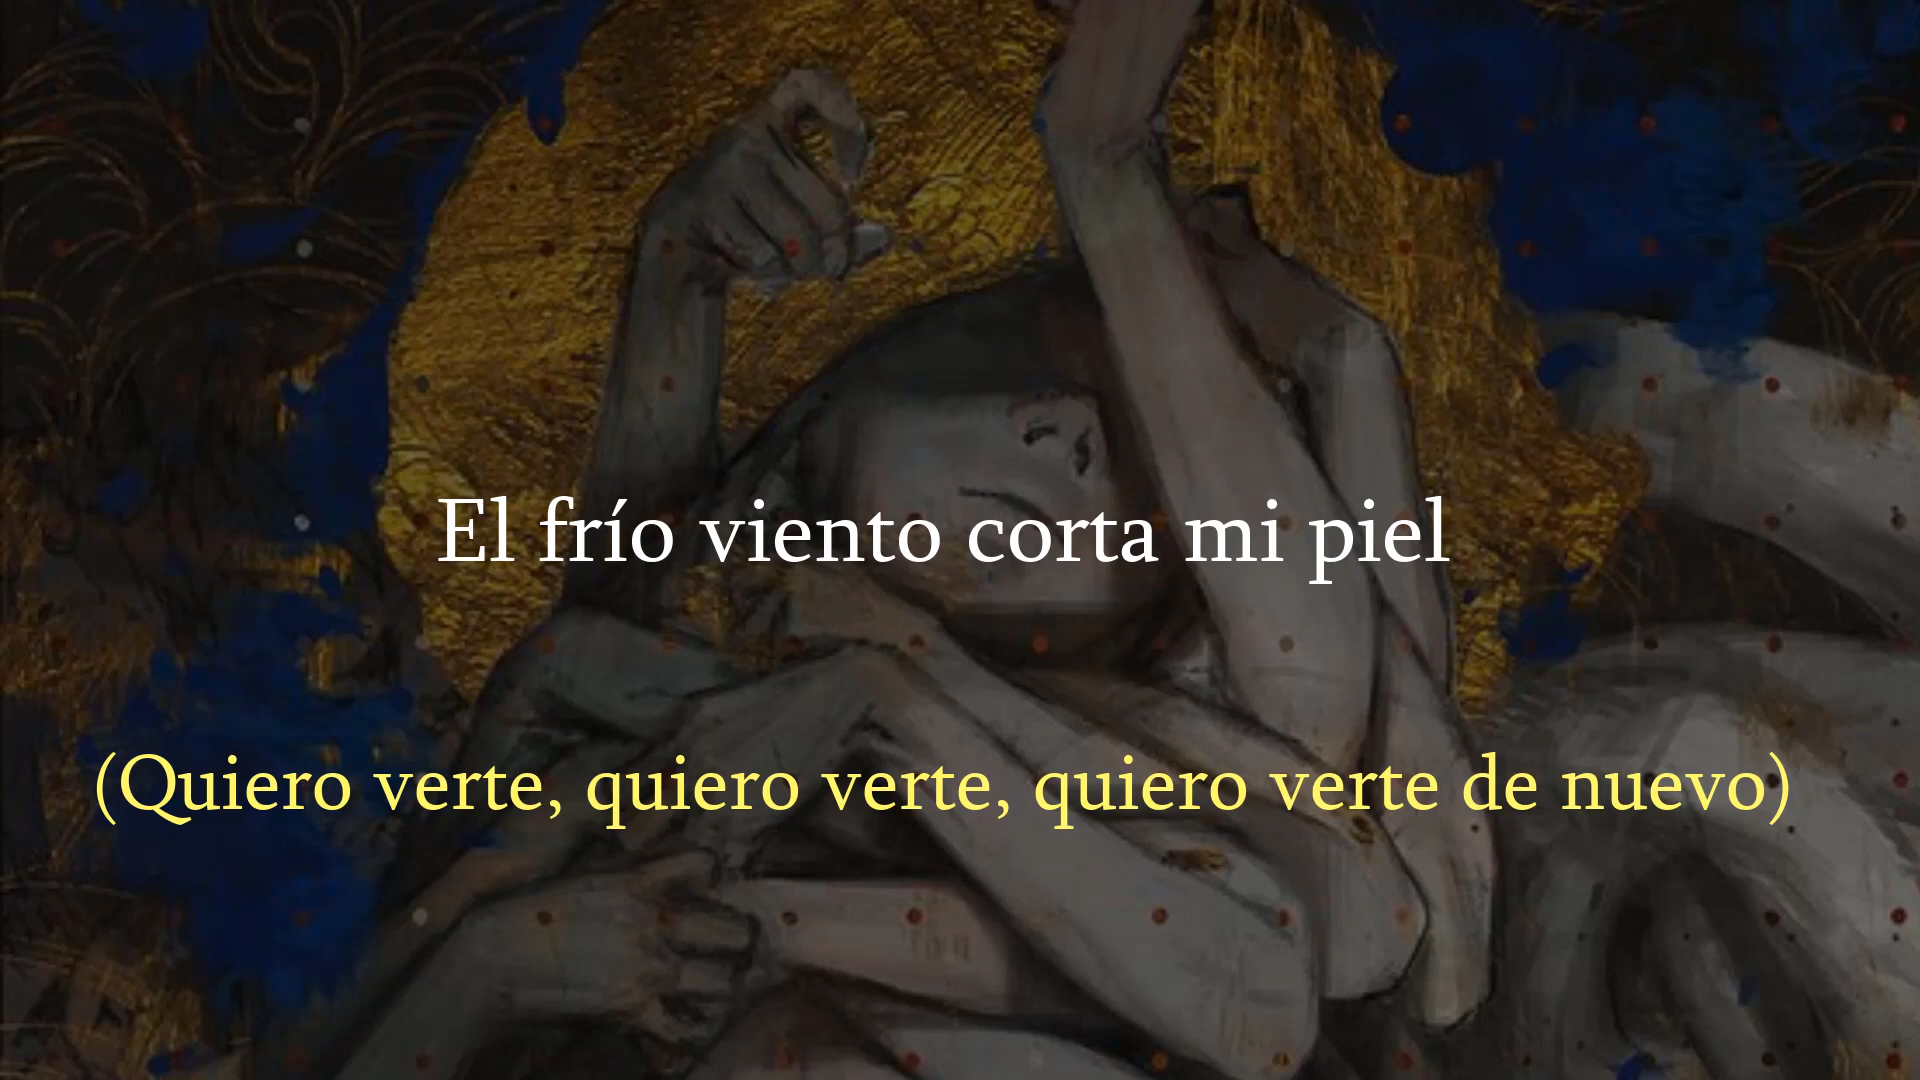 El frío viento corta mi piel
(Quiero verte, quiero verte, quiero verte de nuevo)